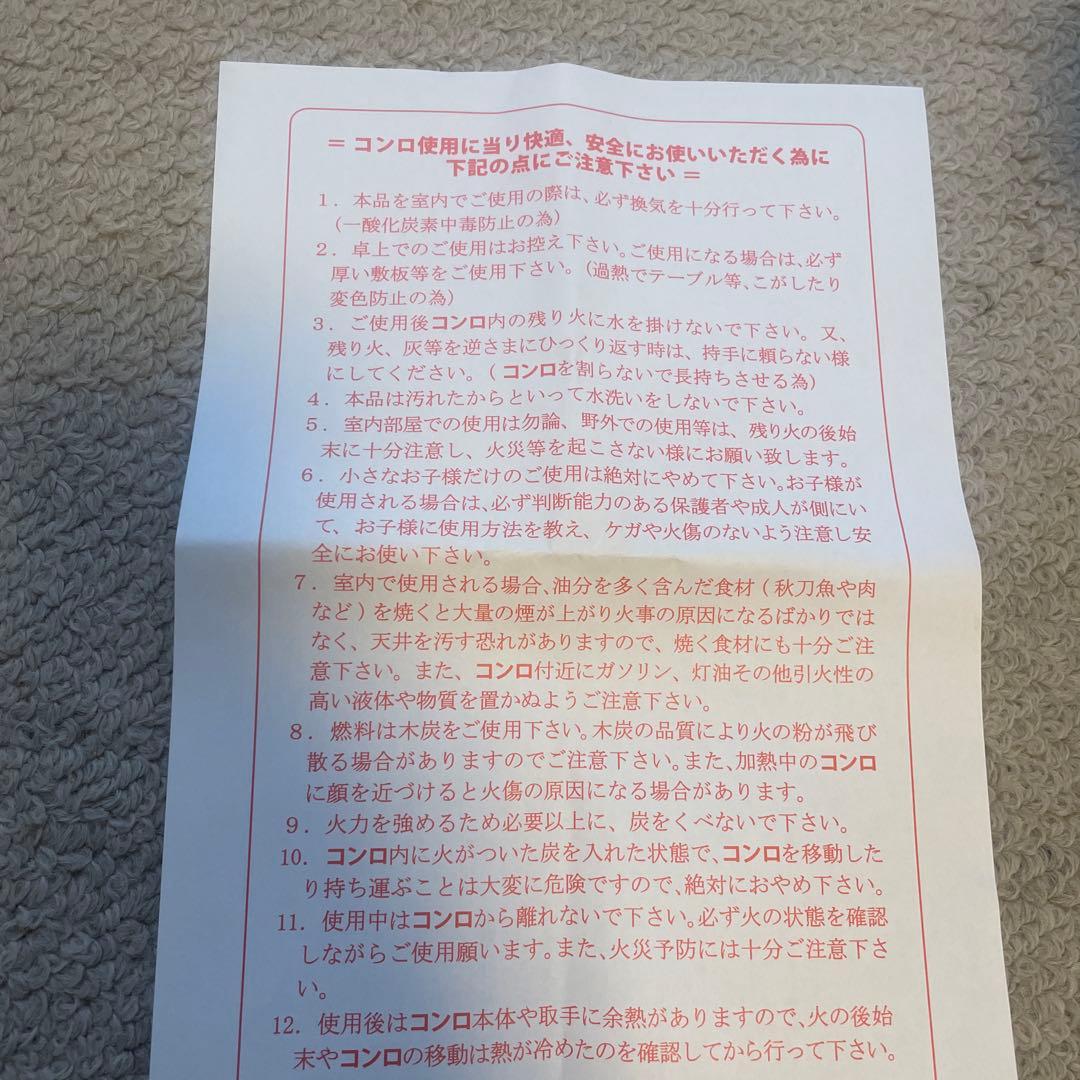 = コンロ使用に当り快適、安全にお使いいただく為に
下記の点にご注意下さい =
1. 本品を室内でご使用の際は、必ず換気を十分行って下さい。
(一酸化炭素中毒防止の為)
2. 卓上でのご使用はお控え下さい。ご使用になる場合は、必ず
厚い敷板等をご使用下さい。(過熱でテーブル等、こがしたり
変色防止の為)
3. ご使用後コンロ内の残り火に水を掛けないで下さい。又、
残り火、灰等を逆さまにひっくり返す時は、持手に頼らない様
にしてください。(コンロを割らないで長持ちさせる為)
4. 本品は汚れたからといって水洗いをしないで下さい。
5. 室内部屋での使用は勿論、野外での使用等は、残り火の後始
末に十分注意し、火災等を起こさない様にお願い致します。
6. 小さなお子様だけのご使用は絶対にやめて下さい。お子様が
使用される場合は、必ず判断能力のある保護者や成人が側にい
て、お子様に使用方法を教え、ケガや火傷のないよう注意し安
全にお使い下さい。
7. 室内で使用される場合、油分を多く含んだ食材(秋刀魚や肉
など)を焼くと大量の煙が上がり火事の原因になるばかりでは
なく、天井を汚す恐れがありますので、焼く食材にも十分ご注
意下さい。また、コンロ付近にガソリン、灯油その他引火性の
高い液体や物質を置かぬようご注意下さい。
8. 燃料は木炭をご使用下さい。木炭の品質により火の粉が飛び
散る場合がありますのでご注意下さい。また、加熱中のコンロ
に顔を近づけると火傷の原因になる場合があります。
9. 火力を強めるため必要以上に、炭をくべないで下さい。
10. コンロ内に火がついた炭を入れた状態で、コンロを移動した
り持ち運ぶことは大変に危険ですので、絶対におやめ下さい。
11. 使用中はコンロから離れないで下さい。必ず火の状態を確認
しながらご使用願います。また、火災予防には十分ご注意下さ
い。
12. 使用後はコンロ本体や取手に余熱がありますので、火の後始
末やコンロの移動は熱が冷めたのを確認してから行って下さい。